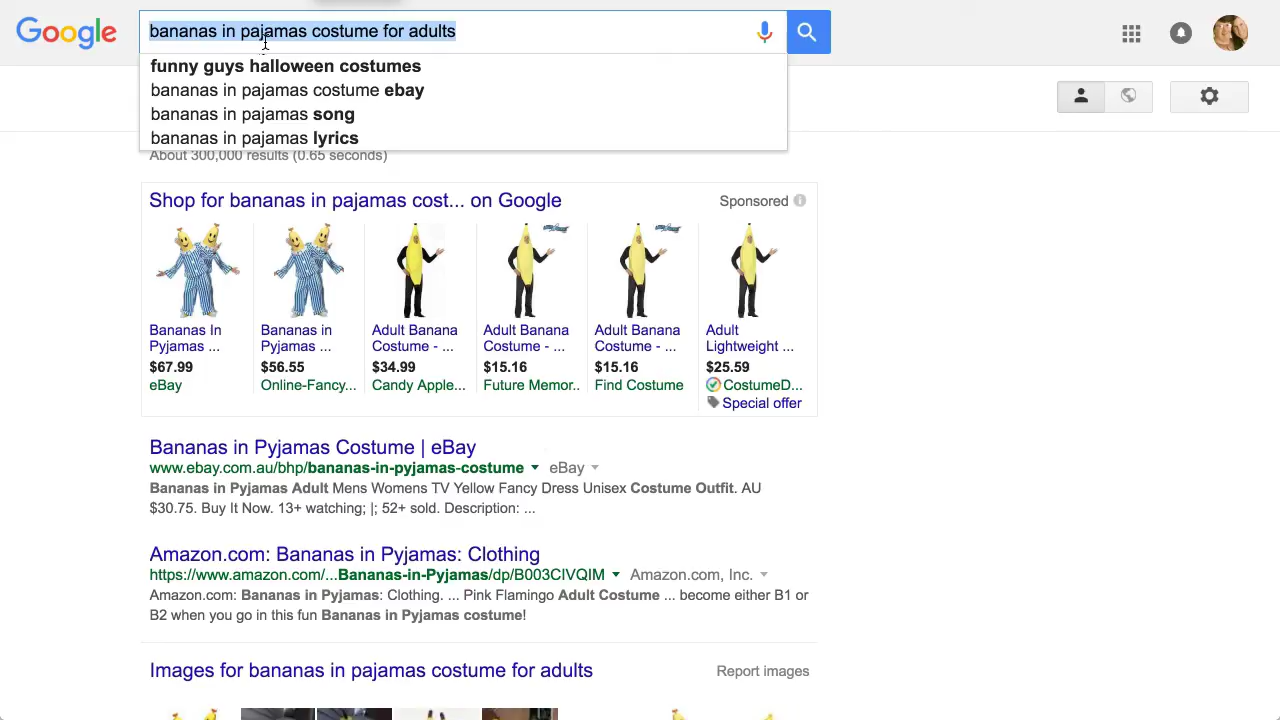 Google
bananas in pajamas costume for adults
funny guys halloween costumes
bananas in pajamas costume ebay
bananas in pajamas song
bananas in pajamas lyrics
About 300,000 results (0.65 seconds)
Shop for bananas in pajamas cost... on Google
Sponsored
Bananas In Pyjamas ...
$67.99
eBay
Bananas in Pyjamas ...
$56.55
Online-Fancy...
Adult Banana Costume - ...
$34.99
Candy Apple...
Adult Banana Costume - ...
$15.16
Future Memor..
Adult Banana Costume - ...
$15.16
Find Costume
Adult Lightweight ...
$25.59
CostumeD...
Special offer
Bananas in Pyjamas Costume | eBay
www.ebay.com.au/bhp/bananas-in-pyjamas-costume eBay
Bananas in Pyjamas Adult Mens Womens TV Yellow Fancy Dress Unisex Costume Outfit. AU
$30.75. Buy It Now. 13+ watching; |; 52+ sold. Description: ...
Amazon.com: Bananas in Pyjamas: Clothing
https://www.amazon.com/...Bananas-in-Pyjamas/dp/B003CIVQIM Amazon.com, Inc.
Amazon.com: Bananas in Pyjamas: Clothing. ... Pink Flamingo Adult Costume ... become either B1 or
B2 when you go in this fun Bananas in Pyjamas costume!
Images for bananas in pajamas costume for adults
Report images